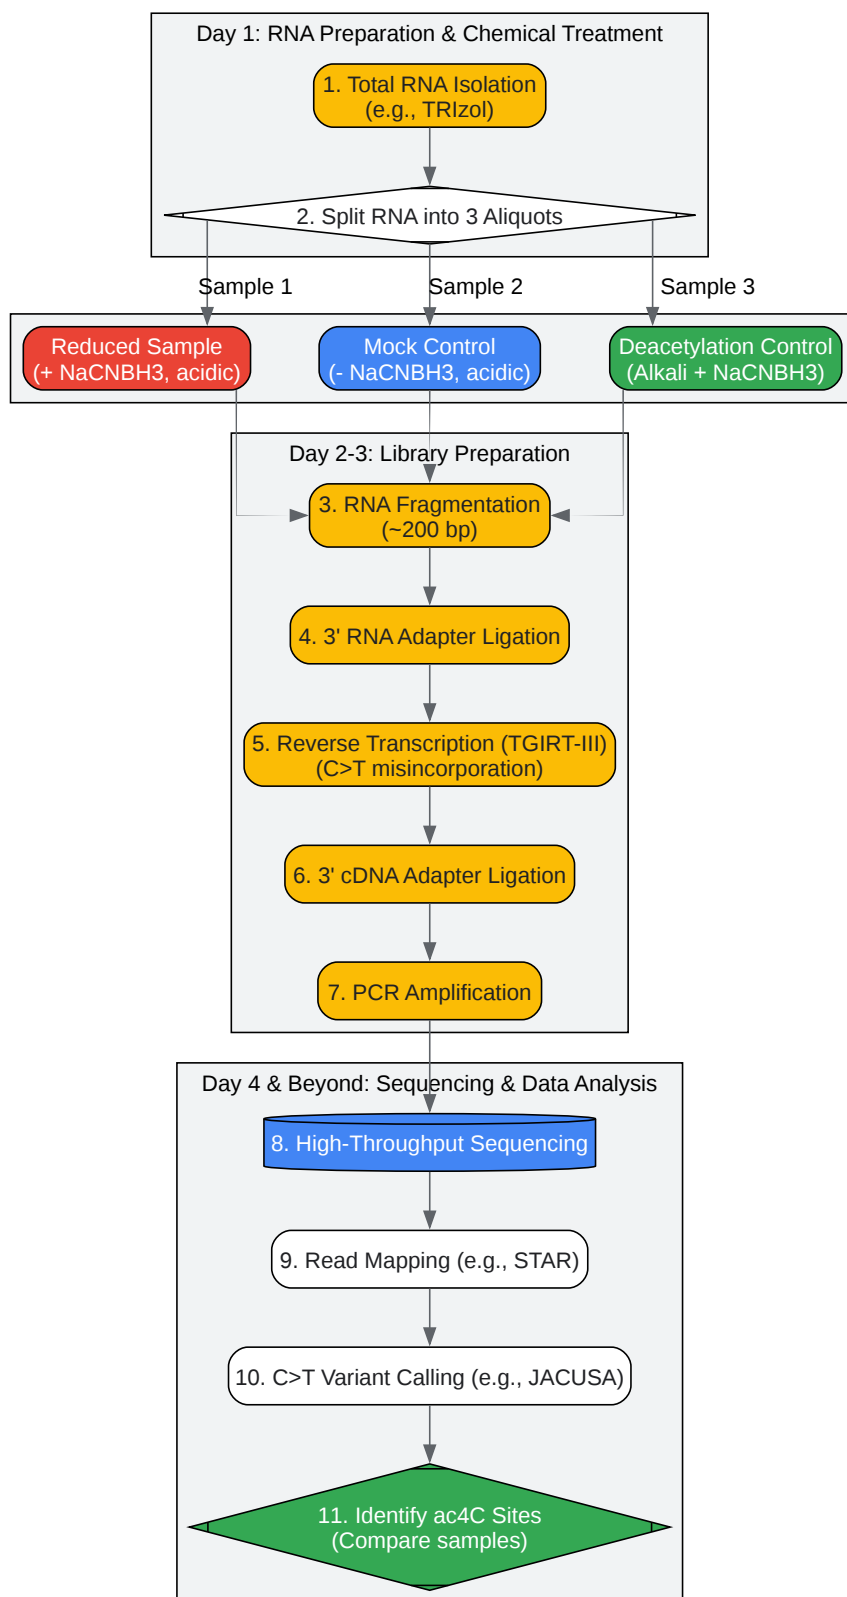 Day 1: RNA Preparation & Chemical Treatment
1. Total RNA Isolation
(e.g., TRIzol)
2. Split RNA into 3 Aliquots
Sample 1
Sample 2
Sample 3
Reduced Sample
(+ NaCNBH3, acidic)
Mock Control
(- NaCNBH3, acidic)
Deacetylation Control
(Alkali + NaCNBH3)
Day 2-3: Library Preparation
3. RNA Fragmentation
(~200 bp)
4. 3' RNA Adapter Ligation
5. Reverse Transcription (TGIRT-III)
(C>T misincorporation)
6. 3' cDNA Adapter Ligation
7. PCR Amplification
Day 4 & Beyond: Sequencing & Data Analysis
8. High-Throughput Sequencing
9. Read Mapping (e.g., STAR)
10. C>T Variant Calling (e.g., JACUSA)
11. Identify ac4C Sites
(Compare samples)